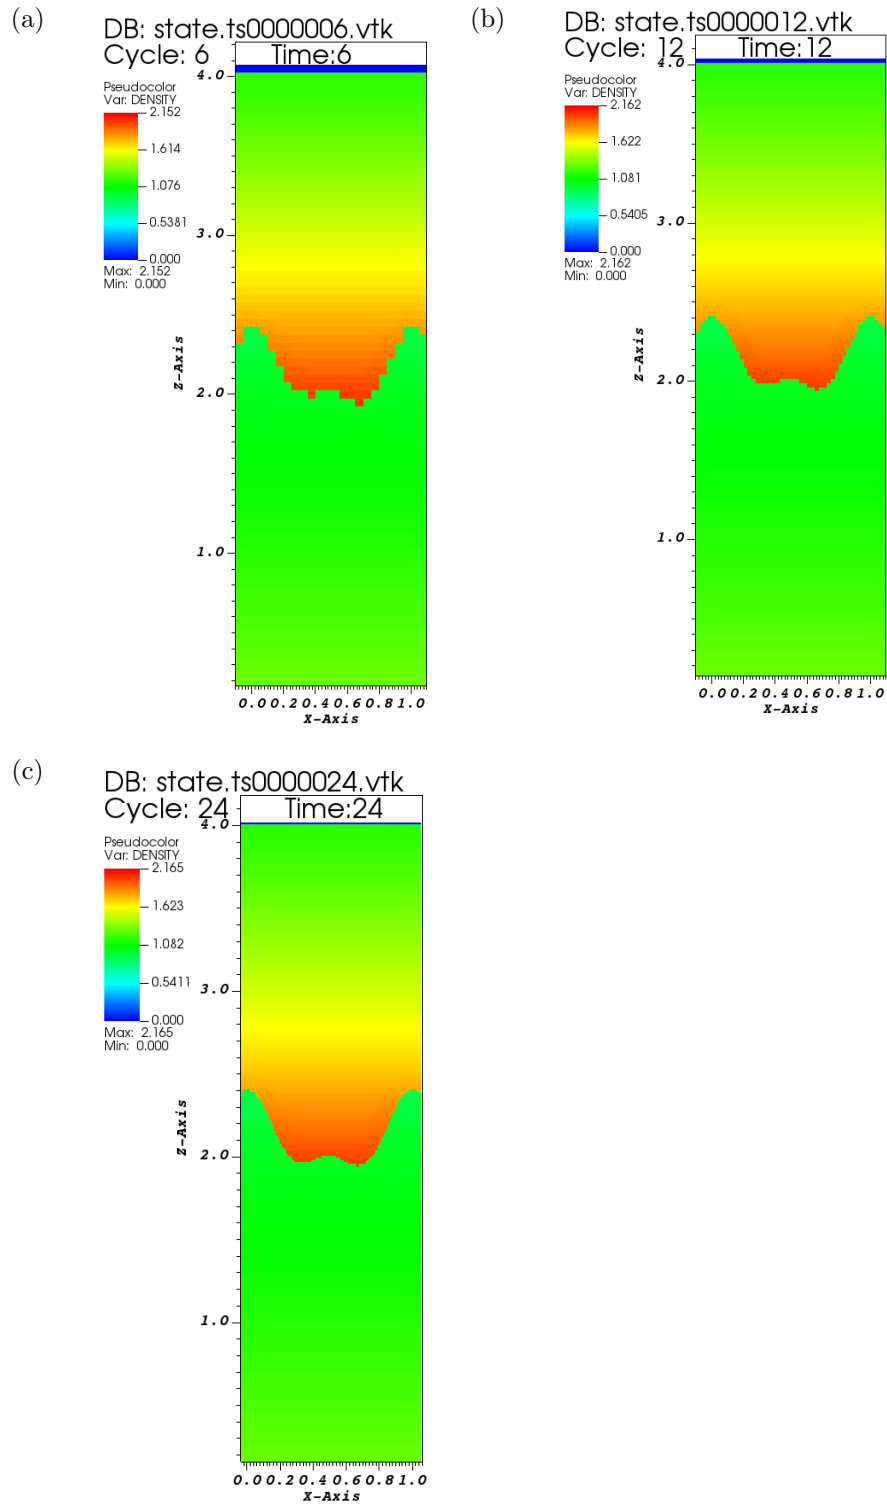 (a)
DB: state.ts0000006.vtk
Cycle: 6 Time:6
Pseudocolor
Var: DENSITY
2.152
1.614
1.076
0.5381
0.000
Max: 2.152
Min: 0.000
4.0
3.0
2.0
1.0
Z-Axis
0.0 0.2 0.4 0.6 0.8 1.0
X-Axis
(b)
DB: state.ts0000012.vtk
Cycle: 12 Time:12
Pseudocolor
Var: DENSITY
2.162
1.622
1.081
0.5405
0.000
Max: 2.162
Min: 0.000
4.0
3.0
2.0
1.0
Z-Axis
0.0 0.2 0.4 0.6 0.8 1.0
X-Axis
(c)
DB: state.ts0000024.vtk
Cycle: 24 Time:24
Pseudocolor
Var: DENSITY
2.165
1.623
1.082
0.5411
0.000
Max: 2.165
Min: 0.000
4.0
3.0
2.0
1.0
Z-Axis
0.0 0.2 0.4 0.6 0.8 1.0
X-Axis